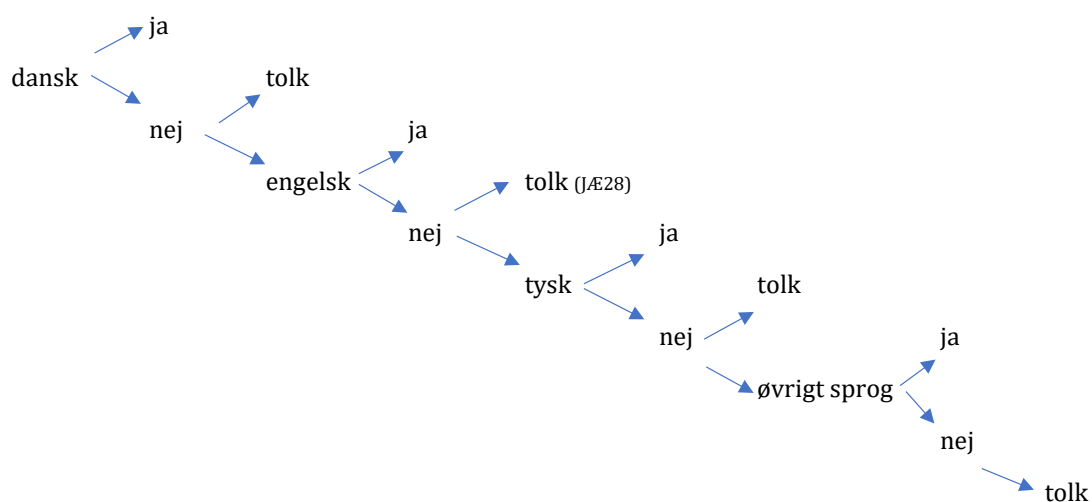 ja
dansk
tolk
nej
ja
engelsk
tolk (JÆ28)
nej
ja
tysk
tolk
nej
ja
øvrigt sprog
nej
tolk